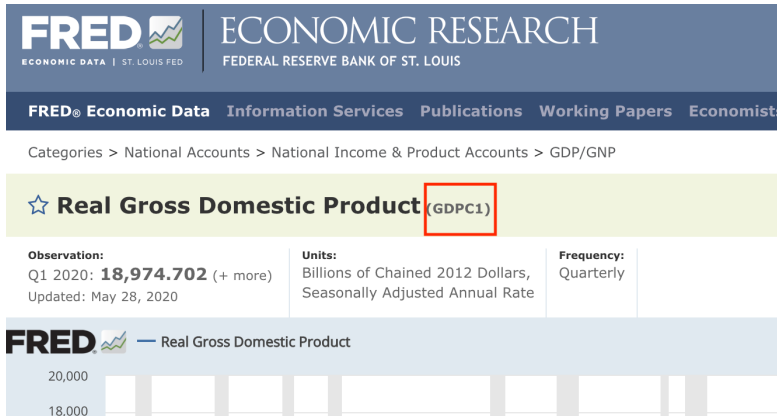 FRED®
ECONOMIC DATA | ST. LOUIS FED
ECONOMIC RESEARCH
FEDERAL RESERVE BANK OF ST. LOUIS
FRED® Economic Data Information Services Publications Working Papers Economists
Categories > National Accounts > National Income & Product Accounts > GDP/GNP
☆ Real Gross Domestic Product (GDPC1)
Observation:
Q1 2020: 18,974.702 (+ more)
Updated: May 28, 2020
Units:
Billions of Chained 2012 Dollars,
Seasonally Adjusted Annual Rate
Frequency:
Quarterly
FRED — Real Gross Domestic Product
20,000
18,000